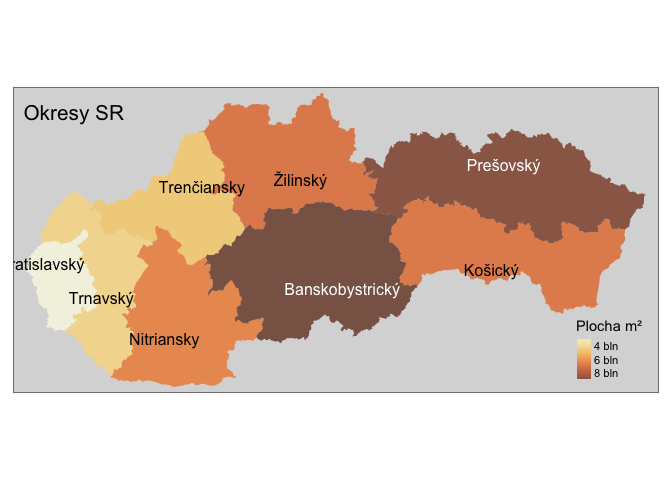 Okresy SR
Prešovský
Žilinský
Trenčiansky
ratislavský
Košický
Banskobystrický
Trnavský
Nitriansky
Plocha m²
4 bln
6 bln
8 bln